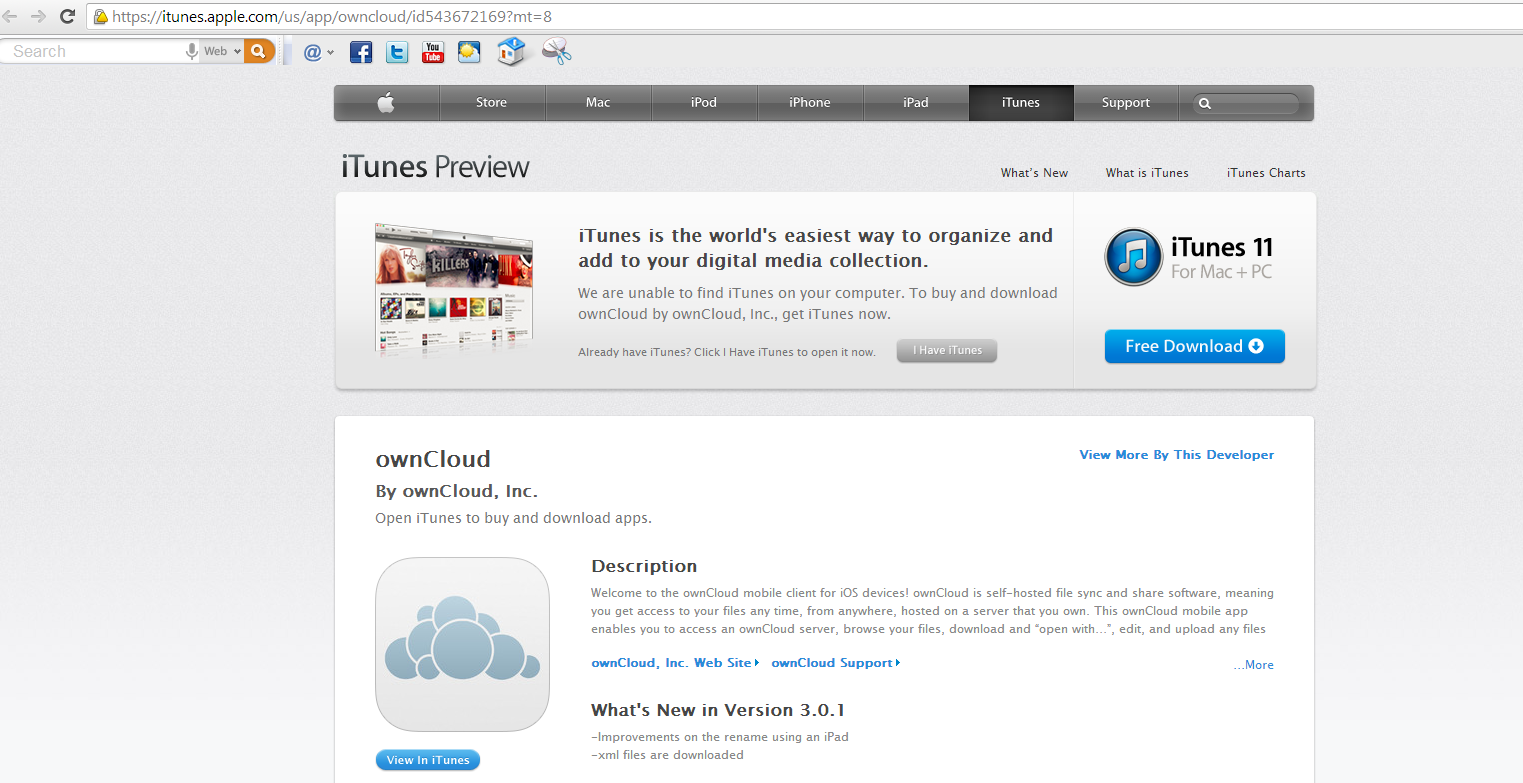 https://itunes.apple.com/us/app/owncloud/id543672169?mt=8
Search
Web
@
You
Tube
Store
Mac
iPod
iPhone
iPad
iTunes
Support
iTunes Preview
What's New
What is iTunes
iTunes Charts
KILLERS
iTunes is the world's easiest way to organize and
add to your digital media collection.
We are unable to find iTunes on your computer. To buy and download
ownCloud by ownCloud, Inc., get iTunes now.
Already have iTunes? Click I Have iTunes to open it now.
I Have iTunes
iTunes 11
For Mac + PC
Free Download
ownCloud
View More By This Developer
By ownCloud, Inc.
Open iTunes to buy and download apps.
Description
Welcome to the ownCloud mobile client for iOS devices! ownCloud is self-hosted file sync and share software, meaning
you get access to your files any time, from anywhere, hosted on a server that you own. This ownCloud mobile app
enables you to access an ownCloud server, browse your files, download and “open with...”, edit, and upload any files
ownCloud, Inc. Web Site
ownCloud Support
...More
What's New in Version 3.0.1
-Improvements on the rename using an iPad
-xml files are downloaded
View In iTunes